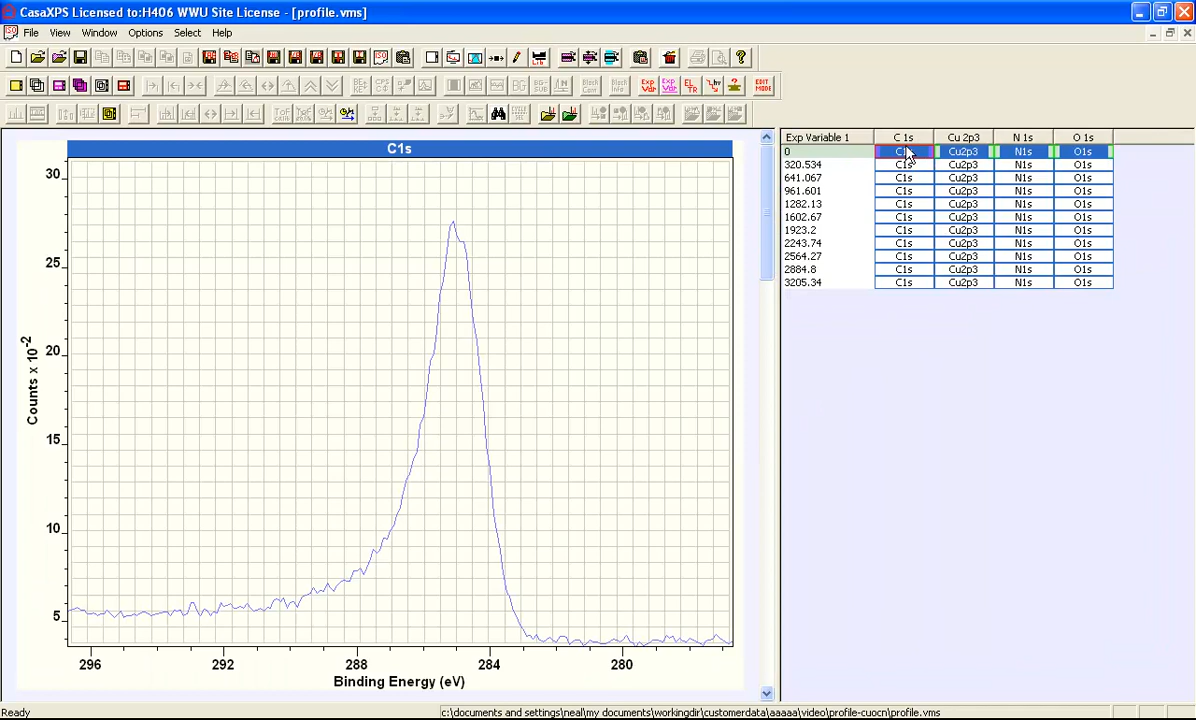 CasaXPS Licensed to:H406 WWU Site License - [profile.vms]
File View Window Options Select Help
C1s
30
25
20
15
10
5
Counts x 10-2
296 292 288 284 280
Binding Energy (eV)
Exp Variable 1 C 1s Cu 2p3 N 1s O 1s
0 C1s Cu2p3 N1s O1s
320.534 C1s Cu2p3 N1s O1s
641.067 C1s Cu2p3 N1s O1s
961.601 C1s Cu2p3 N1s O1s
1282.13 C1s Cu2p3 N1s O1s
1602.67 C1s Cu2p3 N1s O1s
1923.2 C1s Cu2p3 N1s O1s
2243.74 C1s Cu2p3 N1s O1s
2564.27 C1s Cu2p3 N1s O1s
2884.8 C1s Cu2p3 N1s O1s
3205.34 C1s Cu2p3 N1s O1s
Ready
c:\documents and settings\neal\my documents\workingdir\customerdata\aaaaa\video\profile-cuocn\profile.vms